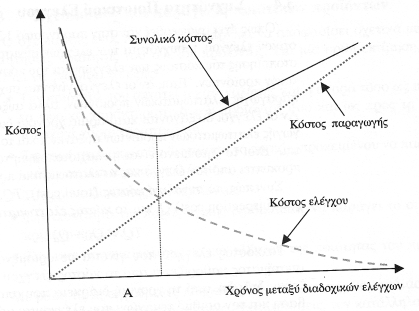 Συνολικό κόστος
Κόστος
Κόστος παραγωγής
Κόστος ελέγχου
Α
Χρόνος μεταξύ διαδοχικών ελέγχων